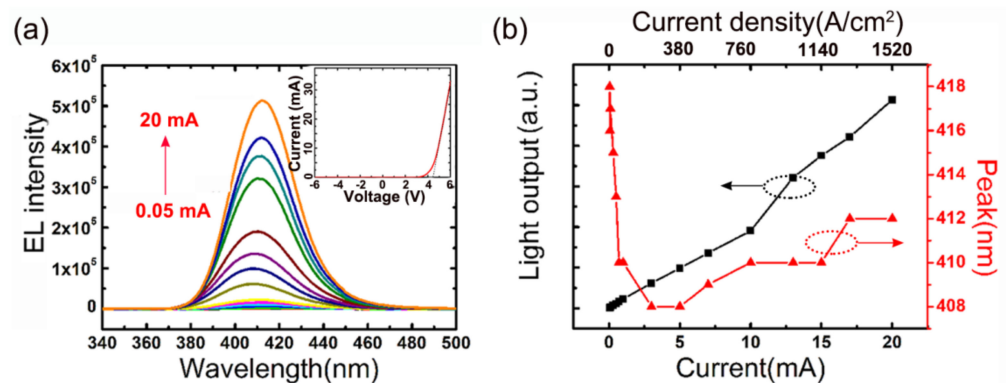 (a)
6x10⁵
5x10⁵
4x10⁵
3x10⁵
2x10⁵
1x10⁵
0
EL intensity
20 mA
0.05 mA
340 360 380 400 420 440 460 480 500
Wavelength(nm)
30
20
10
0
Current (mA)
-6 -4 -2 0 2 4 6
Voltage (V)
(b)
Current density(A/cm²)
0 380 760 1140 1520
Light output(a.u.)
418
416
414
412
410
408
Peak(nm)
0 5 10 15 20
Current(mA)